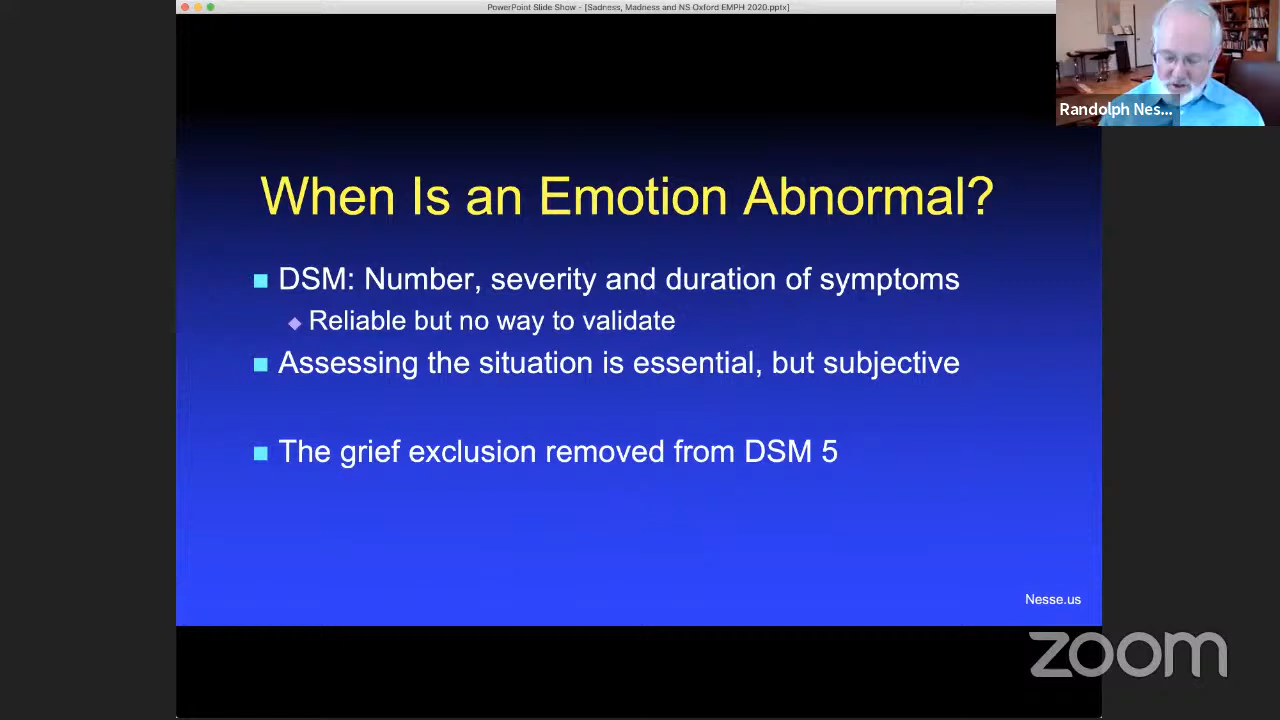 PowerPoint Slide Show - [Sadness, Madness and NS Oxford EMPH 2020.pptx]
Randolph Nes...
When Is an Emotion Abnormal?
DSM: Number, severity and duration of symptoms
Reliable but no way to validate
Assessing the situation is essential, but subjective
The grief exclusion removed from DSM 5
Nesse.us
zoom